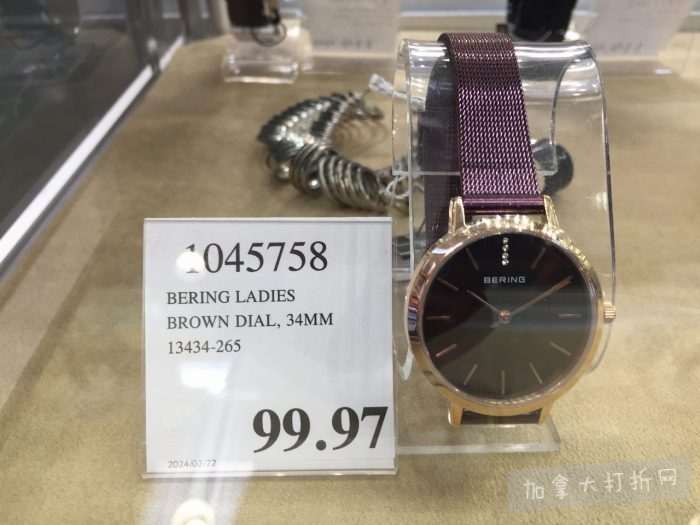 1045758
BERING LADIES
BROWN DIAL, 34MM
13434-265
99.97
2024/02/22
BERING
加拿大打折网